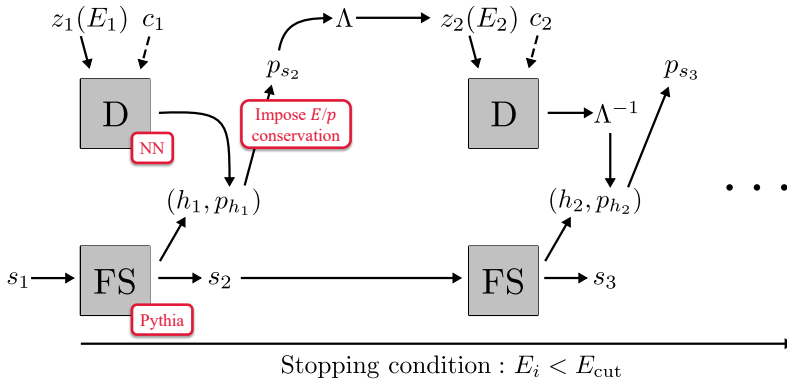 z₁(E₁) c₁ Λ z₂(E₂) c₂
p_{s₂} p_{s₃}
D
NN
Impose E/p
conservation
D Λ⁻¹
(h₁, p_{h₁}) (h₂, p_{h₂}) . . .
s₁ FS s₂ FS s₃
Pythia
Stopping condition : E_i < E_cut